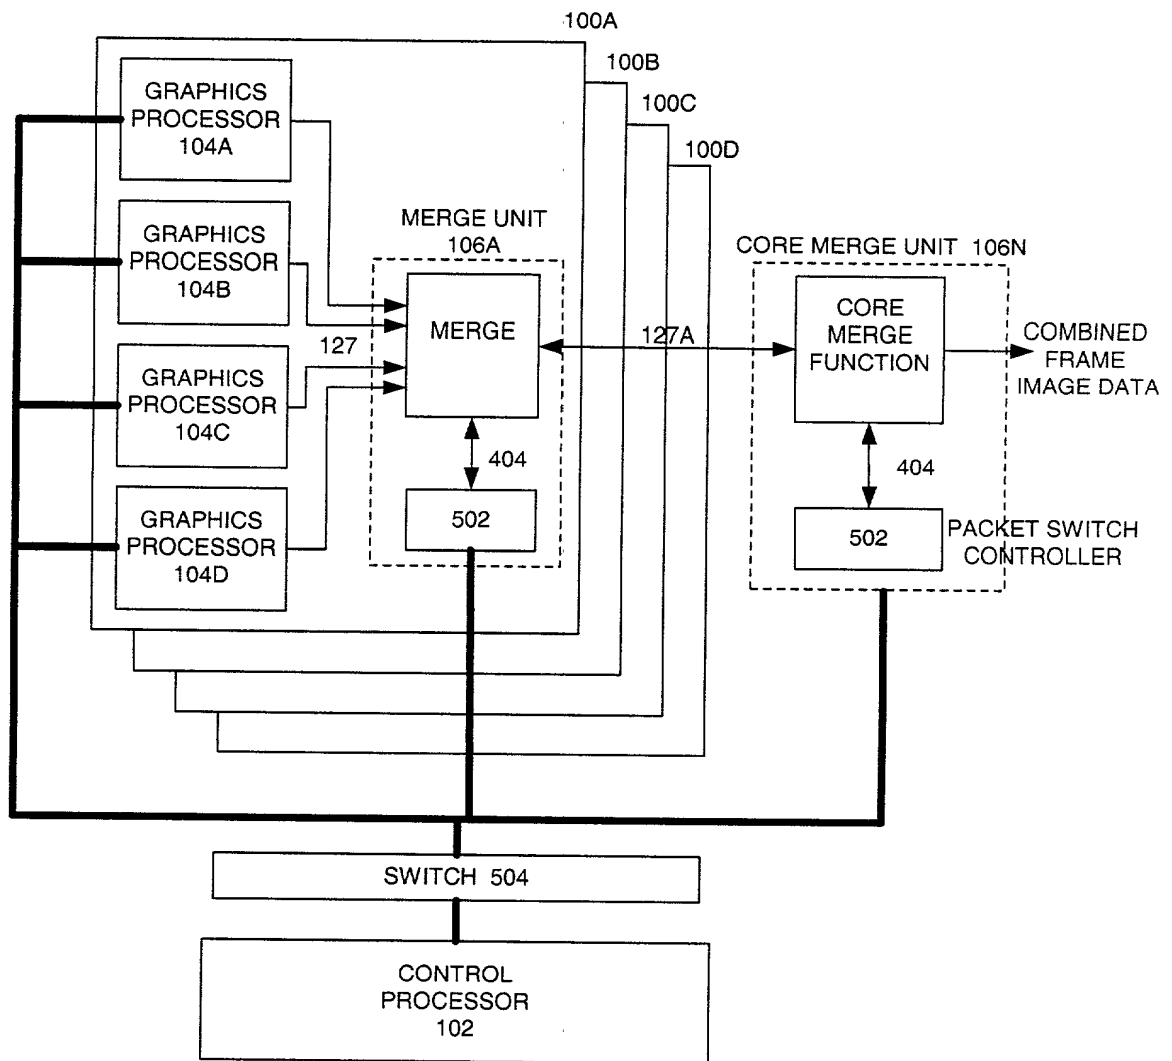 100A
100B
100C
100D
GRAPHICS
PROCESSOR
104A
GRAPHICS
PROCESSOR
104B
GRAPHICS
PROCESSOR
104C
GRAPHICS
PROCESSOR
104D
127
MERGE UNIT
106A
MERGE
404
502
127A
CORE MERGE UNIT 106N
CORE
MERGE
FUNCTION
404
502
PACKET SWITCH
CONTROLLER
COMBINED
FRAME
IMAGE DATA
SWITCH 504
CONTROL
PROCESSOR
102